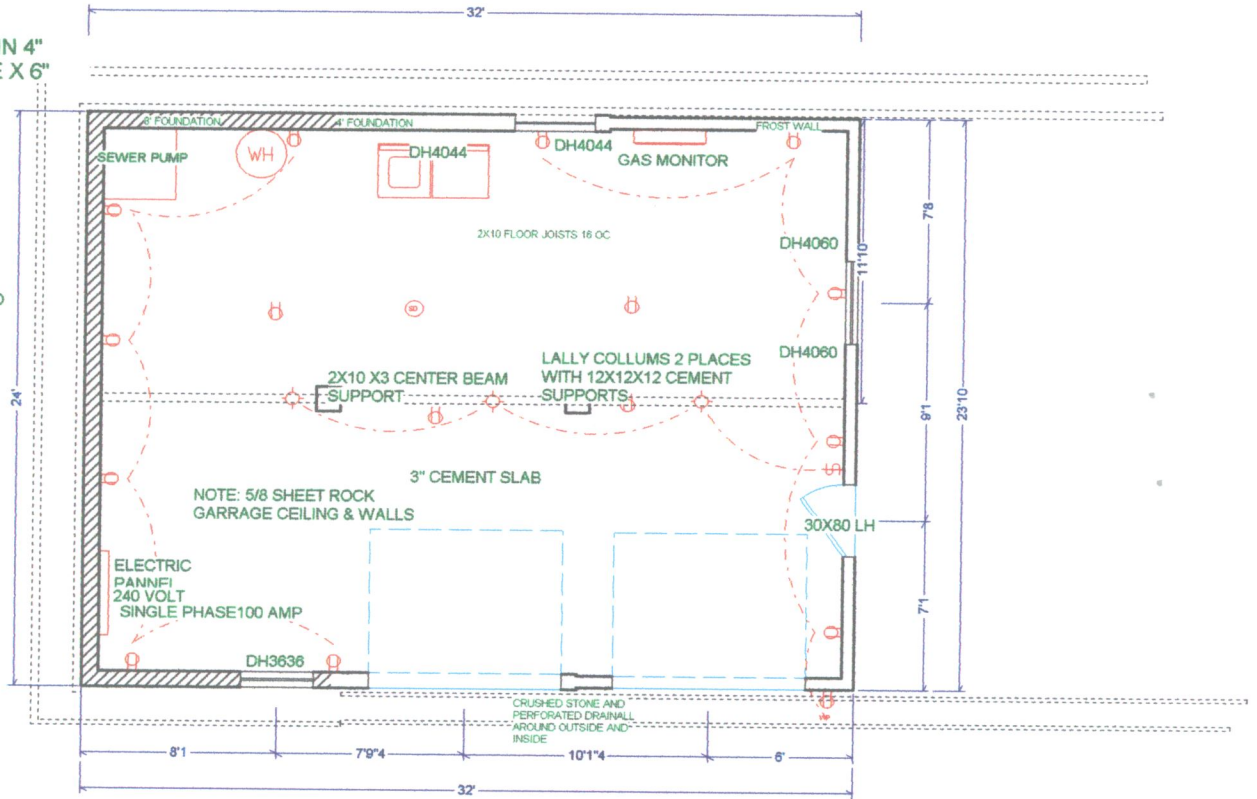 32'
N 4"
E X 6"
8' FOUNDATION
4' FOUNDATION
FROST WALL
SEWER PUMP
WH
DH4044
DH4044
GAS MONITOR
7'8
2X10 FLOOR JOISTS 16 OC
DH4060
11'10
SD
DH4060
LALLY COLLUMS 2 PLACES
WITH 12X12X12 CEMENT
SUPPORTS
2X10 X3 CENTER BEAM
SUPPORT
24'
9'1
23'10
S
3" CEMENT SLAB
NOTE: 5/8 SHEET ROCK
GARRAGE CEILING & WALLS
30X80 LH
ELECTRIC
PANNEL
240 VOLT
SINGLE PHASE100 AMP
7'1
DH3636
CRUSHED STONE AND
PERFORATED DRAINALL
AROUND OUTSIDE AND
INSIDE
WP
8'1
7'9"4
10'1"4
6'
32'